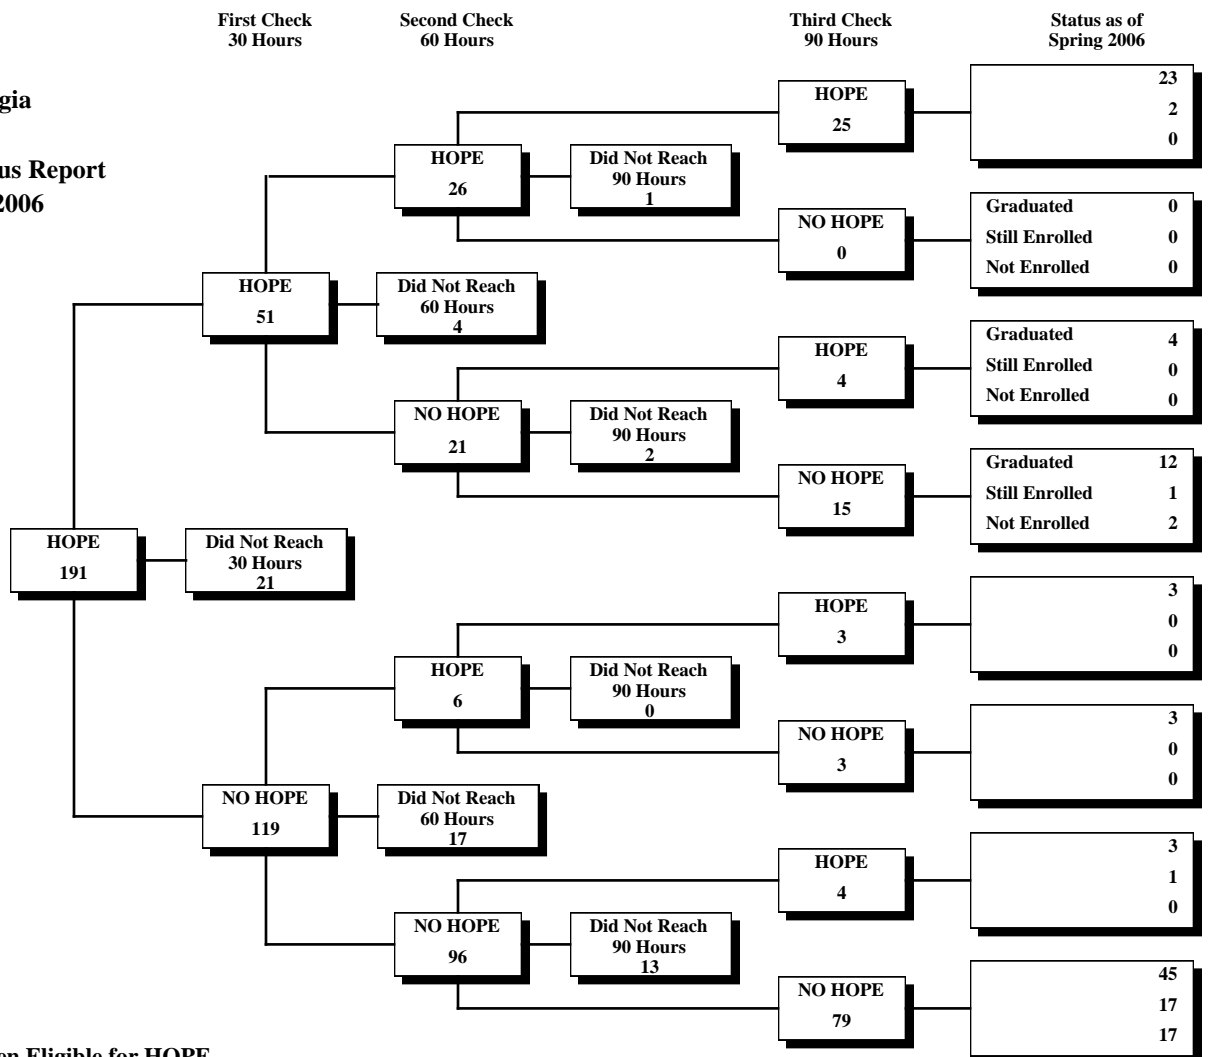 First Check
30 Hours
Second Check
60 Hours
Third Check
90 Hours
Status as of
Spring 2006
gia
us Report
2006
HOPE
25
23
2
0
HOPE
26
Did Not Reach
90 Hours
1
NO HOPE
0
Graduated 0
Still Enrolled 0
Not Enrolled 0
HOPE
51
Did Not Reach
60 Hours
4
HOPE
4
Graduated 4
Still Enrolled 0
Not Enrolled 0
NO HOPE
21
Did Not Reach
90 Hours
2
NO HOPE
15
Graduated 12
Still Enrolled 1
Not Enrolled 2
HOPE
191
Did Not Reach
30 Hours
21
HOPE
3
3
0
0
HOPE
6
Did Not Reach
90 Hours
0
NO HOPE
3
3
0
0
NO HOPE
119
Did Not Reach
60 Hours
17
HOPE
4
3
1
0
NO HOPE
96
Did Not Reach
90 Hours
13
NO HOPE
79
45
17
17
en Eligible for HOPE